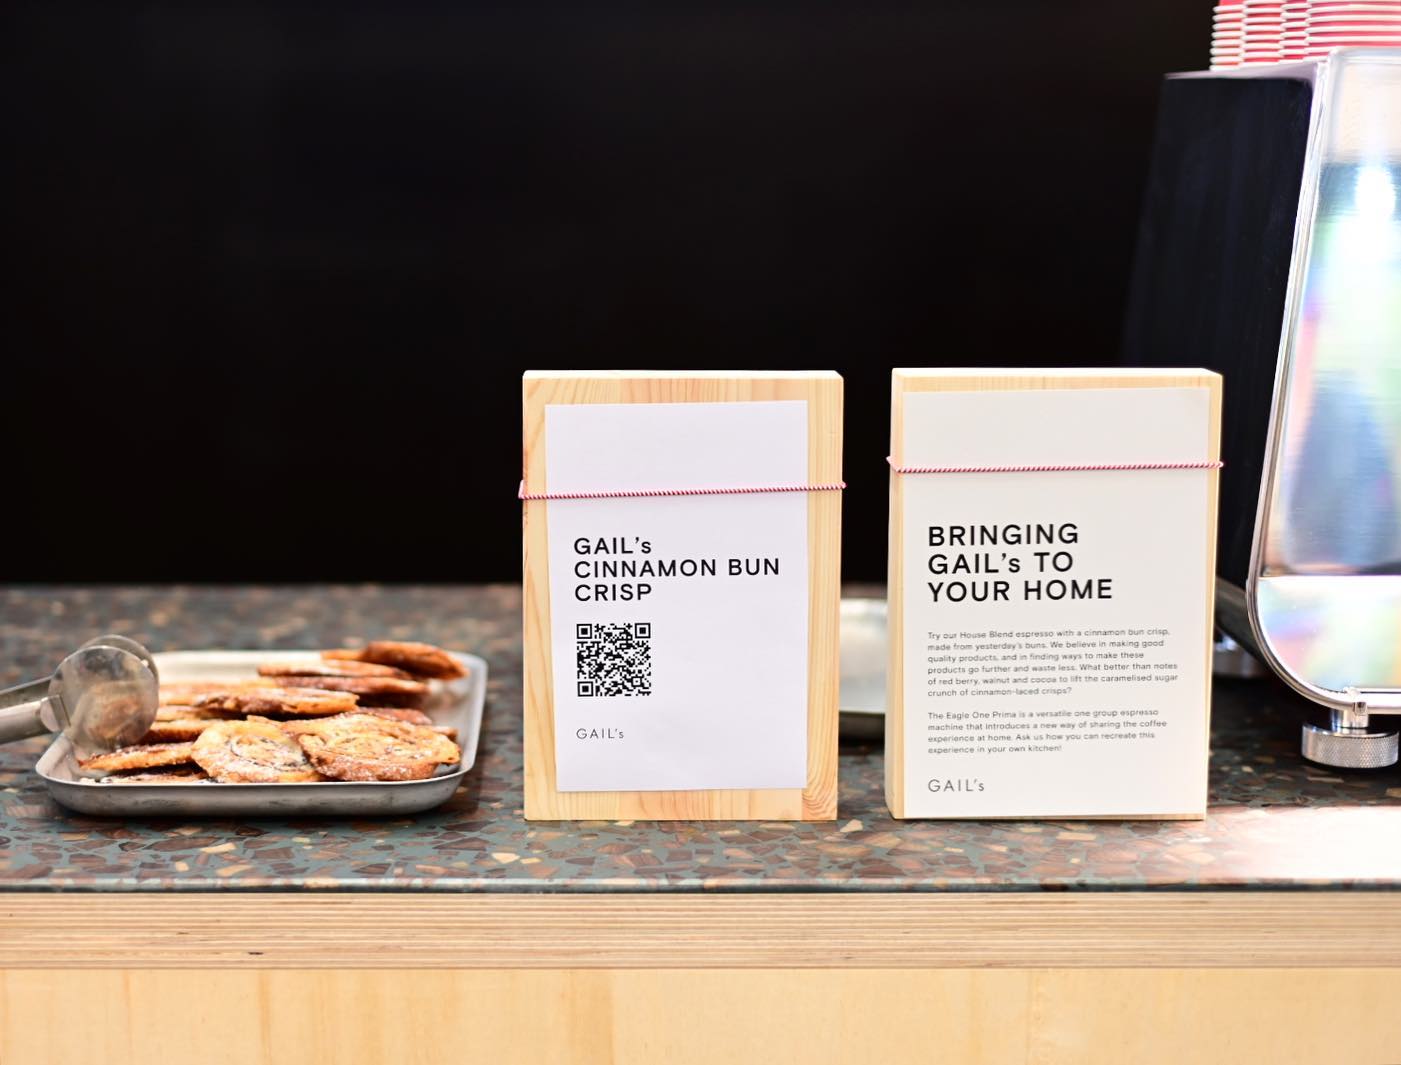 GAIL's
CINNAMON BUN
CRISP
GAIL's
BRINGING
GAIL's TO
YOUR HOME
Try our House Blend espresso with a cinnamon bun crisp,
made from yesterday's buns. We believe in making good
quality products, and in finding ways to make these
products go further and waste less. What better than notes
of red berry, walnut and cocoa to lift the caramelised sugar
crunch of cinnamon-laced crisps?
The Eagle One Prima is a versatile one group espresso
machine that introduces a new way of sharing the coffee
experience at home. Ask us how you can recreate this
experience in your own kitchen!
GAIL's